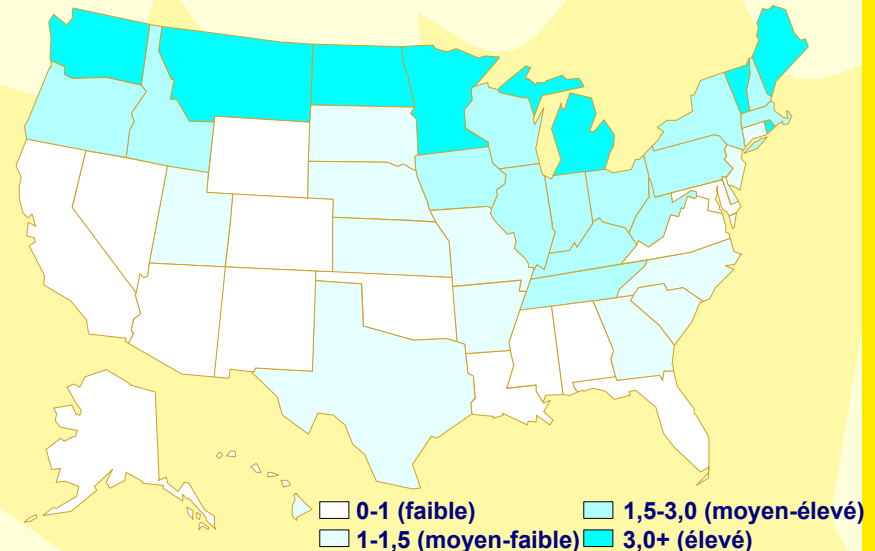 0-1 (faible)
1-1,5 (moyen-faible)
1,5-3,0 (moyen-élevé)
3,0+ (élevé)